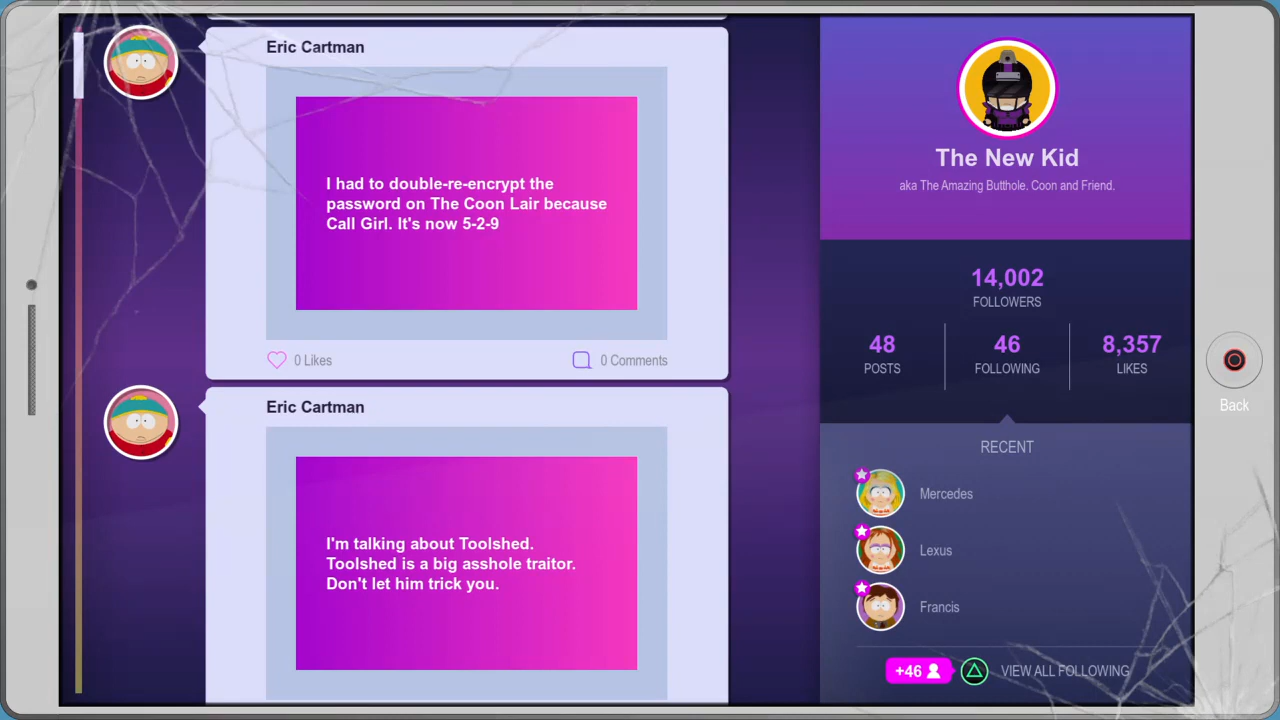 Eric Cartman
I had to double-re-encrypt the
password on The Coon Lair because
Call Girl. It's now 5-2-9
0 Likes
0 Comments
Eric Cartman
I'm talking about Toolshed.
Toolshed is a big asshole traitor.
Don't let him trick you.
The New Kid
aka The Amazing Butthole. Coon and Friend.
14,002
FOLLOWERS
48
POSTS
46
FOLLOWING
8,357
LIKES
RECENT
Mercedes
Lexus
Francis
+46
VIEW ALL FOLLOWING
Back